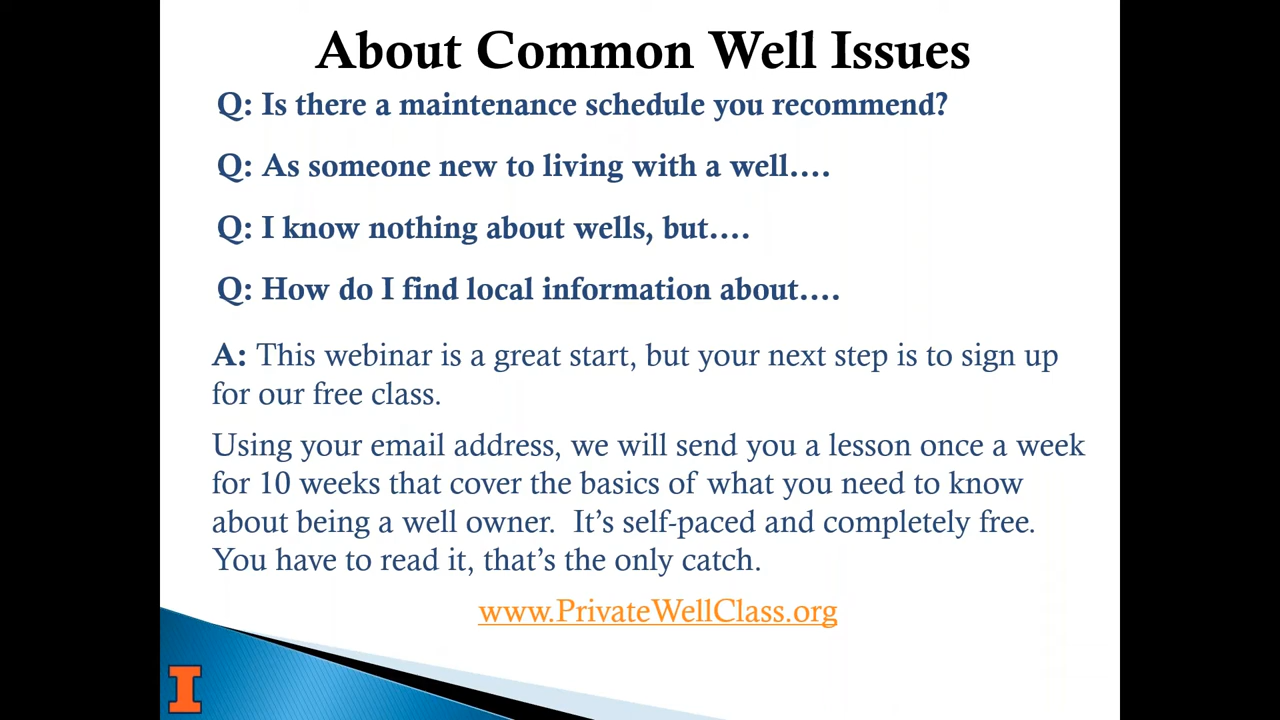 About Common Well Issues
Q: Is there a maintenance schedule you recommend?
Q: As someone new to living with a well....
Q: I know nothing about wells, but....
Q: How do I find local information about....
A: This webinar is a great start, but your next step is to sign up
for our free class.
Using your email address, we will send you a lesson once a week
for 10 weeks that cover the basics of what you need to know
about being a well owner.  It’s self-paced and completely free.
You have to read it, that’s the only catch.
www.PrivateWellClass.org
I